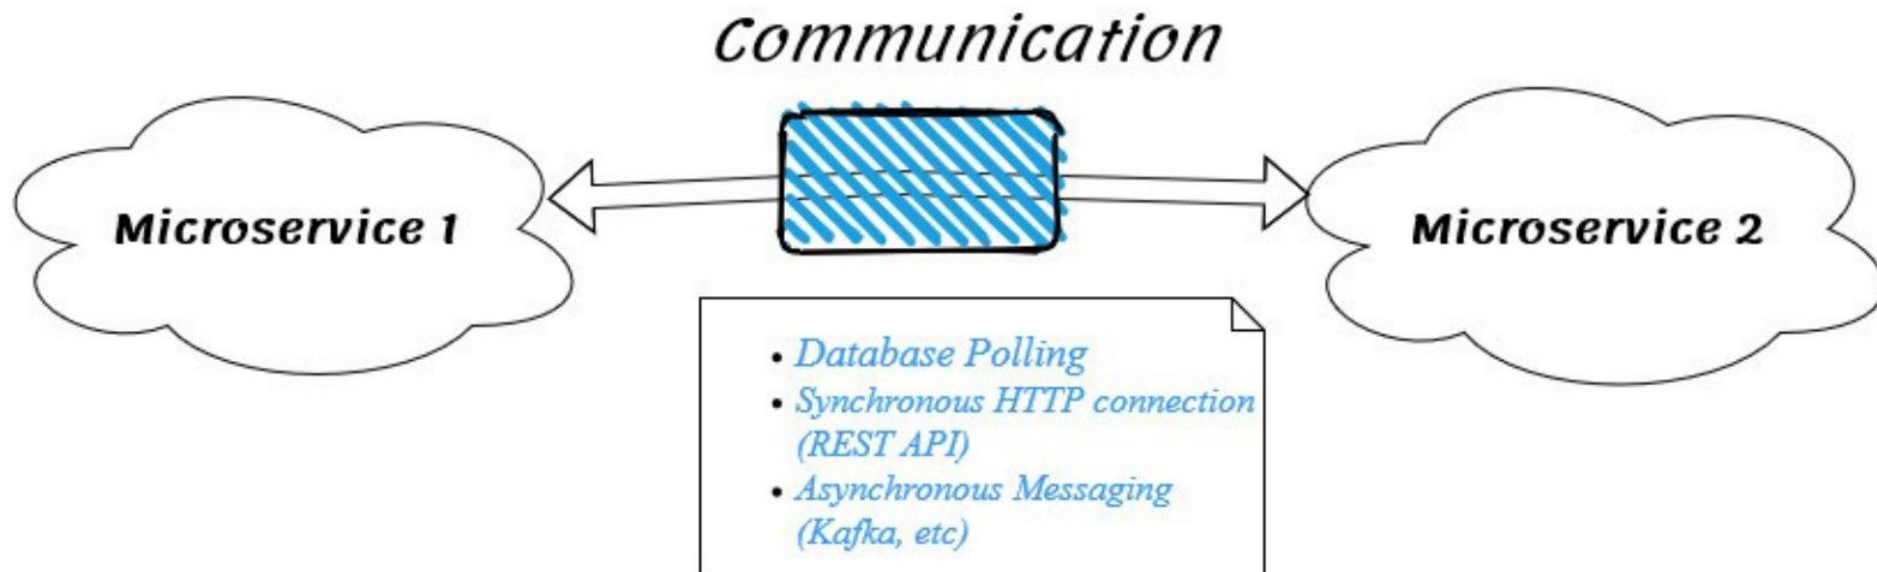 Communication
Microservice 1
Microservice 2
• Database Polling
• Synchronous HTTP connection
(REST API)
• Asynchronous Messaging
(Kafka, etc)